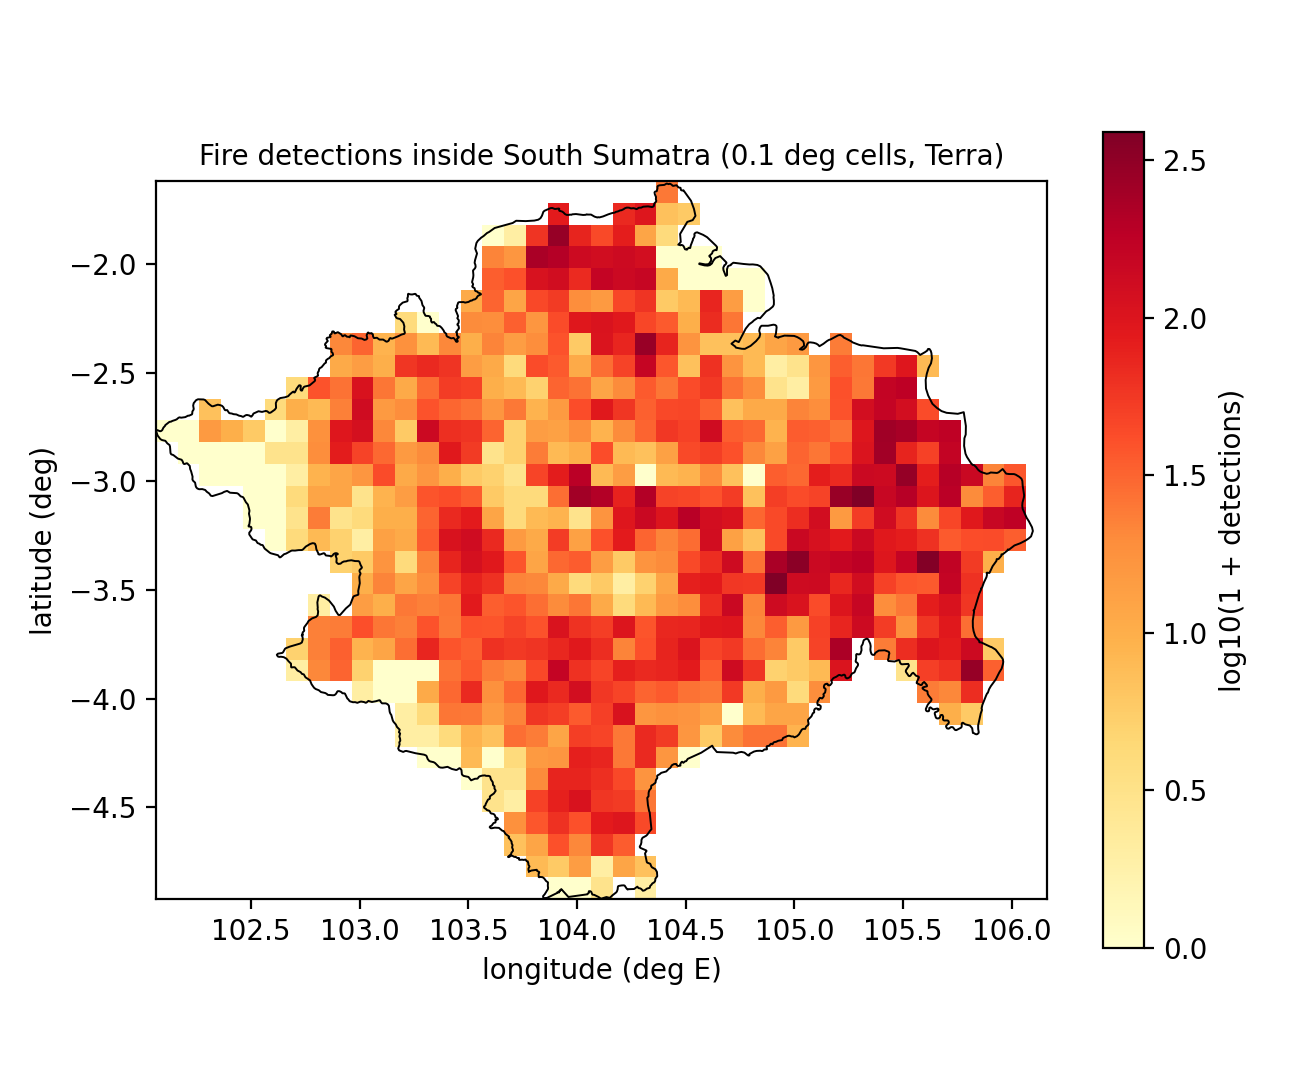 Fire detections inside South Sumatra (0.1 deg cells, Terra)
−2.0
−2.5
−3.0
−3.5
−4.0
−4.5
latitude (deg)
102.5 103.0 103.5 104.0 104.5 105.0 105.5 106.0
longitude (deg E)
2.5
2.0
1.5
1.0
0.5
0.0
log10(1 + detections)